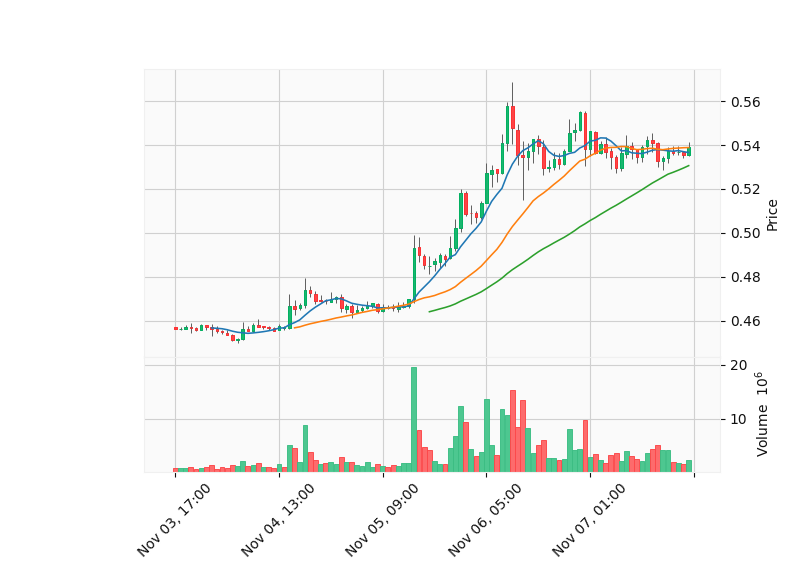 0.56
0.54
0.52
0.50
0.48
0.46
Price
20
10
Volume 10^6
Nov 03, 17:00
Nov 04, 13:00
Nov 05, 09:00
Nov 06, 05:00
Nov 07, 01:00